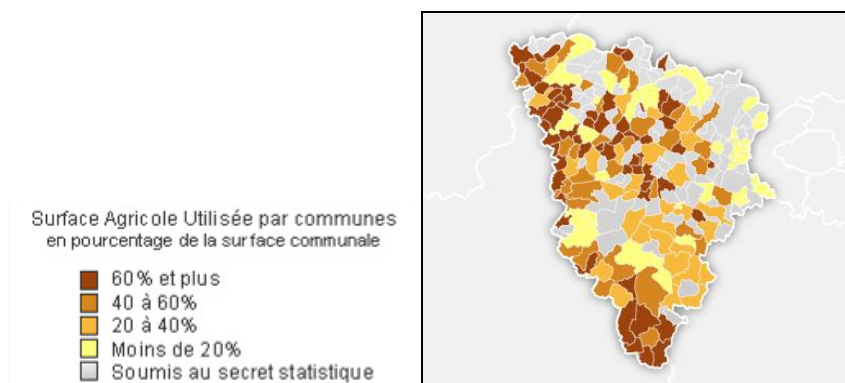 Surface Agricole Utilisée par communes
en pourcentage de la surface communale
60% et plus
40 à 60%
20 à 40%
Moins de 20%
Soumis au secret statistique